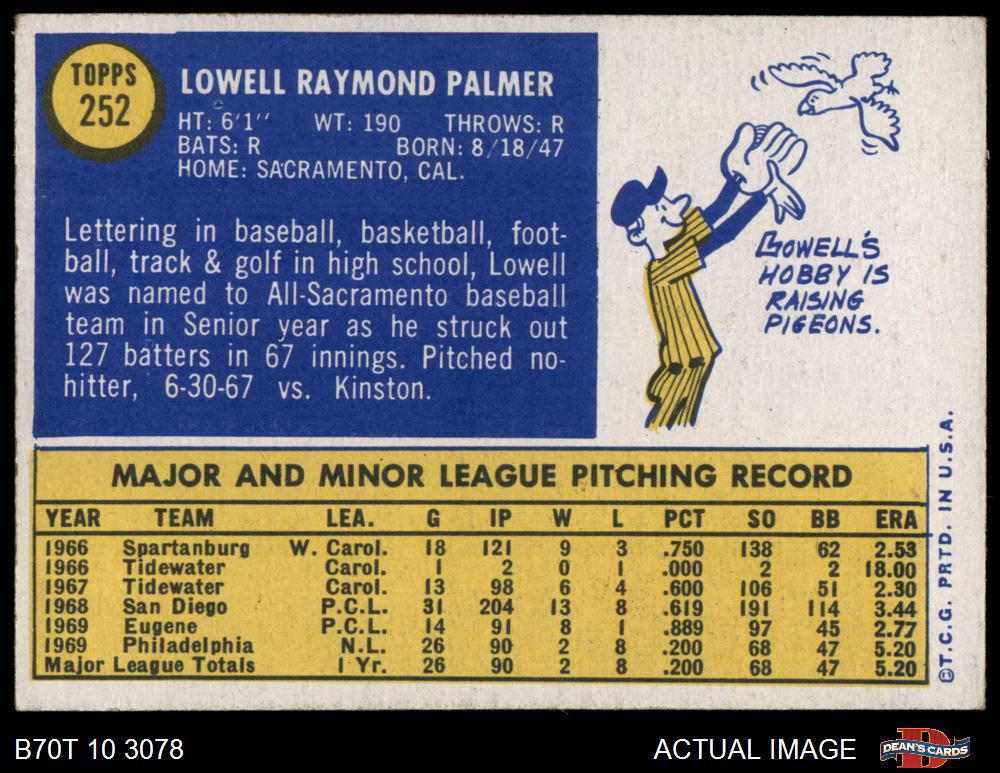 TOPPS
252
LOWELL RAYMOND PALMER
HT: 6'1" WT: 190 THROWS: R
BATS: R BORN: 8/18/47
HOME: SACRAMENTO, CAL.
Lettering in baseball, basketball, foot-
ball, track & golf in high school, Lowell
was named to All-Sacramento baseball
team in Senior year as he struck out
127 batters in 67 innings. Pitched no-
hitter, 6-30-67 vs. Kinston.
LOWELL'S
HOBBY IS
RAISING
PIGEONS.
MAJOR AND MINOR LEAGUE PITCHING RECORD
YEAR TEAM LEA. G IP W L PCT SO BB ERA
1966 Spartanburg W. Carol. 18 121 9 3 .750 138 62 2.53
1966 Tidewater Carol. 1 2 0 1 .000 2 2 18.00
1967 Tidewater Carol. 13 98 6 4 .600 106 51 2.30
1968 San Diego P.C.L. 31 204 13 8 .619 191 114 3.44
1969 Eugene P.C.L. 14 91 8 1 .889 97 45 2.77
1969 Philadelphia N.L. 26 90 2 8 .200 68 47 5.20
Major League Totals 1 Yr. 26 90 2 8 .200 68 47 5.20
©T.C.G. PRTD. IN U.S.A.
B70T 10 3078
ACTUAL IMAGE
D
DEAN'S CARDS